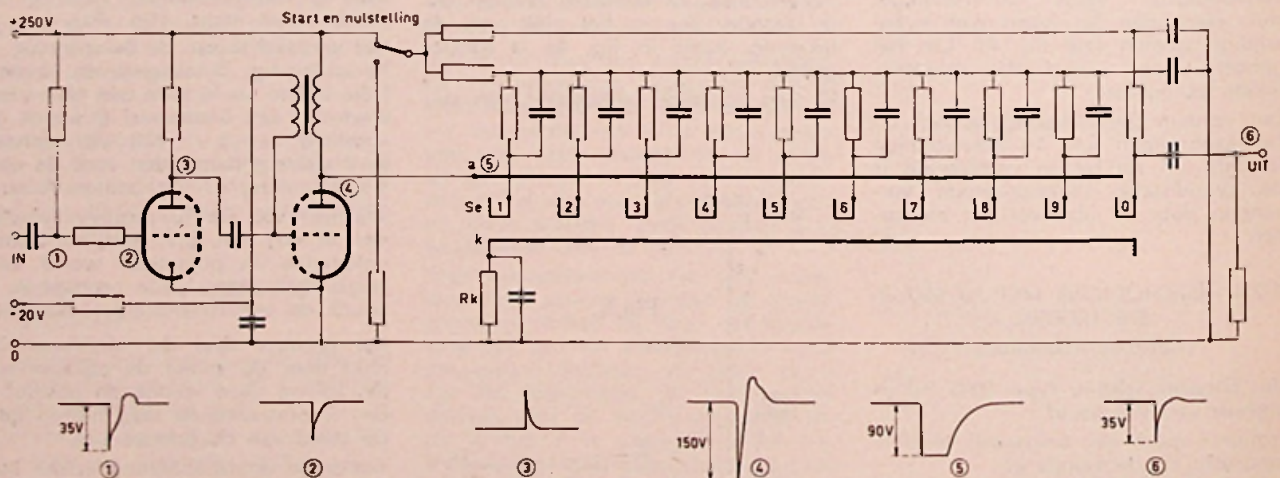 +250V
Start en nulstelling
③
④
a ⑤
⑥
UIT
Se 1 2 3 4 5 6 7 8 9 0
IN ① ②
k
-20V
Rk
0
35V
150V
90V
35V
① ② ③ ④ ⑤ ⑥